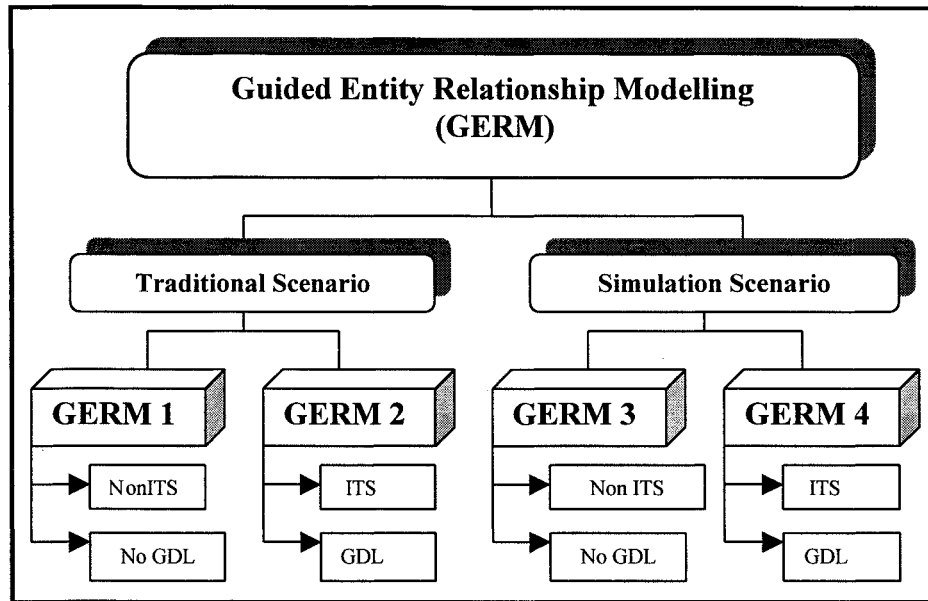 Guided Entity Relationship Modelling
(GERM)
Traditional Scenario
Simulation Scenario
GERM 1
GERM 2
GERM 3
GERM 4
NonITS
ITS
Non ITS
ITS
No GDL
GDL
No GDL
GDL